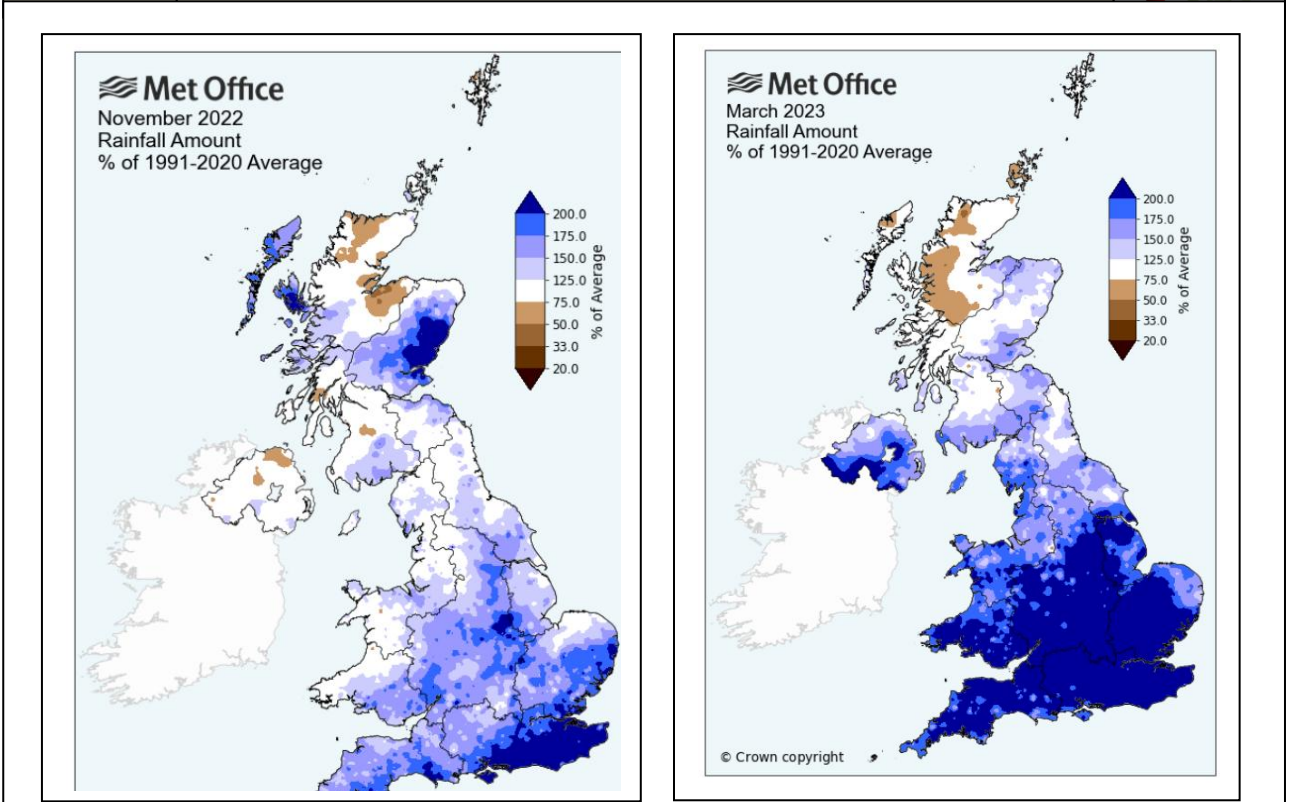 Met Office
November 2022
Rainfall Amount
% of 1991-2020 Average
200.0
175.0
150.0
125.0
75.0
50.0
33.0
20.0
% of Average
Met Office
March 2023
Rainfall Amount
% of 1991-2020 Average
200.0
175.0
150.0
125.0
75.0
50.0
33.0
20.0
% of Average
© Crown copyright